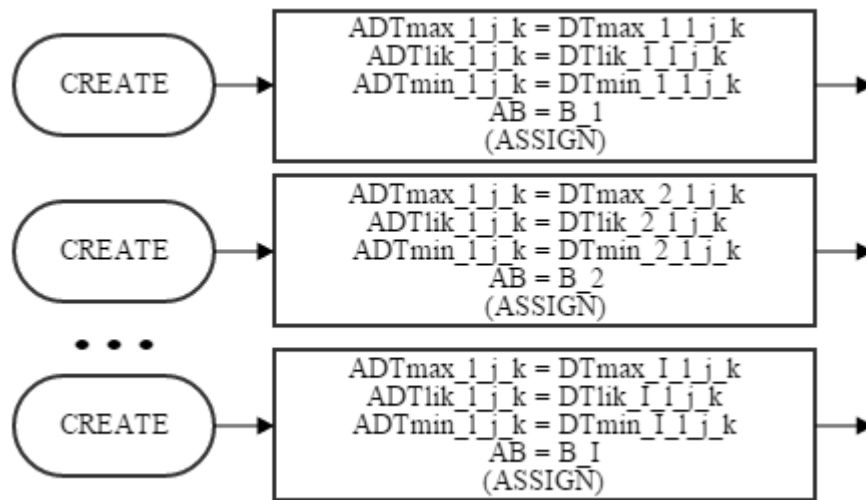 CREATE
ADTmax_1_j_k = DTmax_1_1_j_k
ADTlik_1_j_k = DTlik_1_1_j_k
ADTmin_1_j_k = DTmin_1_1_j_k
AB = B_1
(ASSIGN)
CREATE
ADTmax_1_j_k = DTmax_2_1_j_k
ADTlik_1_j_k = DTlik_2_1_j_k
ADTmin_1_j_k = DTmin_2_1_j_k
AB = B_2
(ASSIGN)
• • •
CREATE
ADTmax_1_j_k = DTmax_I_1_j_k
ADTlik_1_j_k = DTlik_I_1_j_k
ADTmin_1_j_k = DTmin_I_1_j_k
AB = B_I
(ASSIGN)